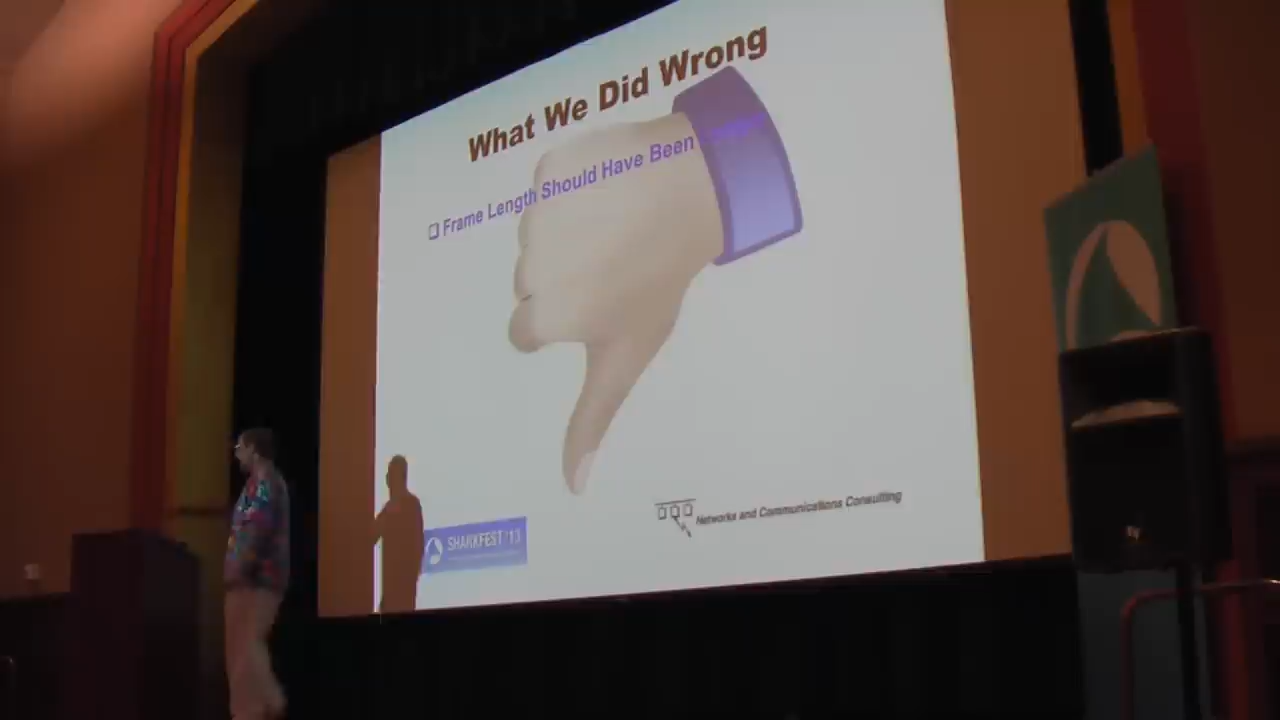 What We Did Wrong
Frame Length Should Have Been
SHARKFEST '13
Networks and Communications Consulting